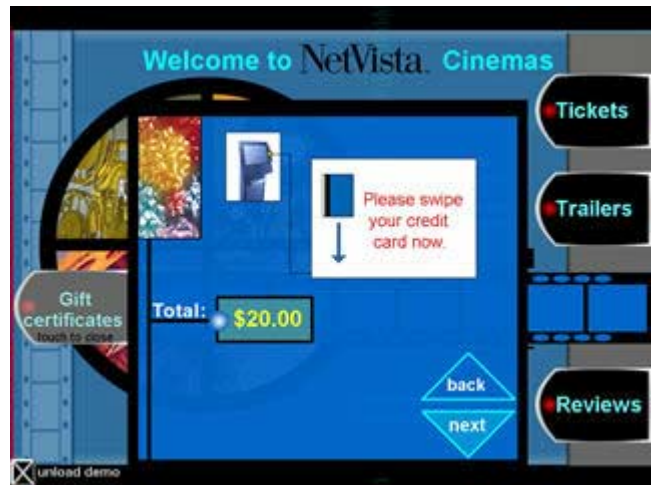 Welcome to NetVista Cinemas
Tickets
Please swipe
your credit
card now.
Trailers
Gift
certificates
touch to close
Total:
$20.00
back
next
Reviews
unload demo